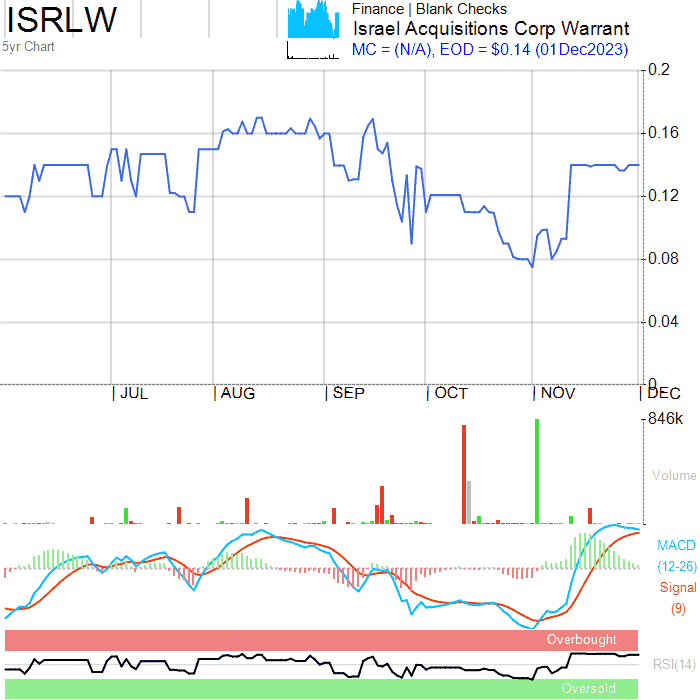 ISRLW
5yr Chart
Finance | Blank Checks
Israel Acquisitions Corp Warrant
MC = (N/A), EOD = $0.14 (01Dec2023)
0.2
0.16
0.12
0.08
0.04
0
JUL AUG SEP OCT NOV DEC
846k
Volume
MACD
(12-26)
Signal
(9)
Overbought
RSI(14)
Oversold